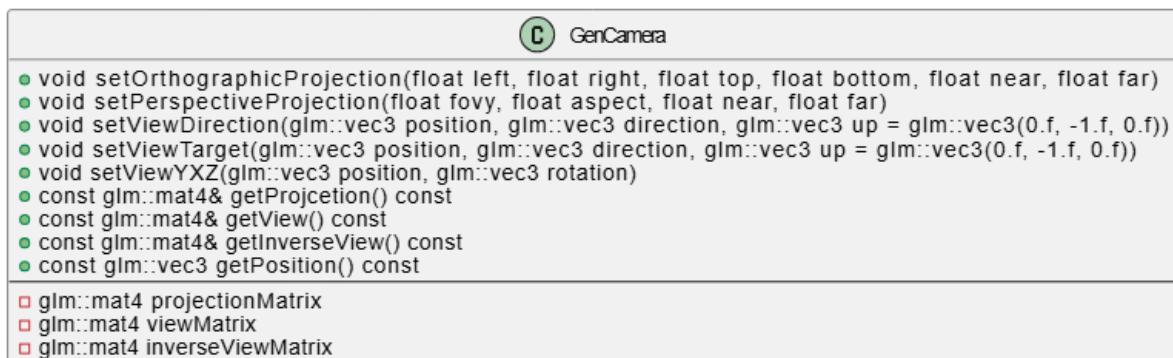 C GenCamera
void setOrthographicProjection(float left, float right, float top, float bottom, float near, float far)
void setPerspectiveProjection(float fovy, float aspect, float near, float far)
void setViewDirection(glm::vec3 position, glm::vec3 direction, glm::vec3 up = glm::vec3(0.f, -1.f, 0.f))
void setViewTarget(glm::vec3 position, glm::vec3 direction, glm::vec3 up = glm::vec3(0.f, -1.f, 0.f))
void setViewYXZ(glm::vec3 position, glm::vec3 rotation)
const glm::mat4& getProjcetion() const
const glm::mat4& getView() const
const glm::mat4& getInverseView() const
const glm::vec3 getPosition() const
glm::mat4 projectionMatrix
glm::mat4 viewMatrix
glm::mat4 inverseViewMatrix